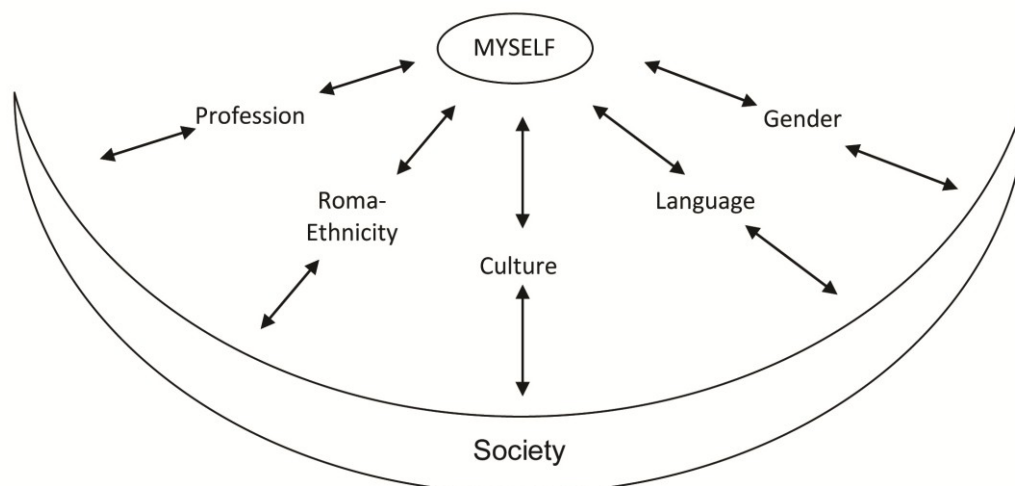 MYSELF
Profession
Gender
Roma-
Ethnicity
Language
Culture
Society